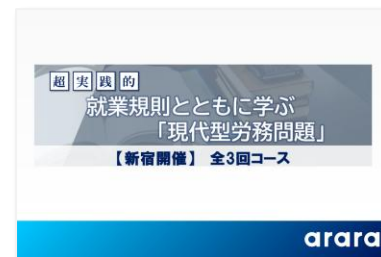 超実践的
就業規則とともに学ぶ
「現代型労務問題」
【新宿開催】 全3回コース
arara